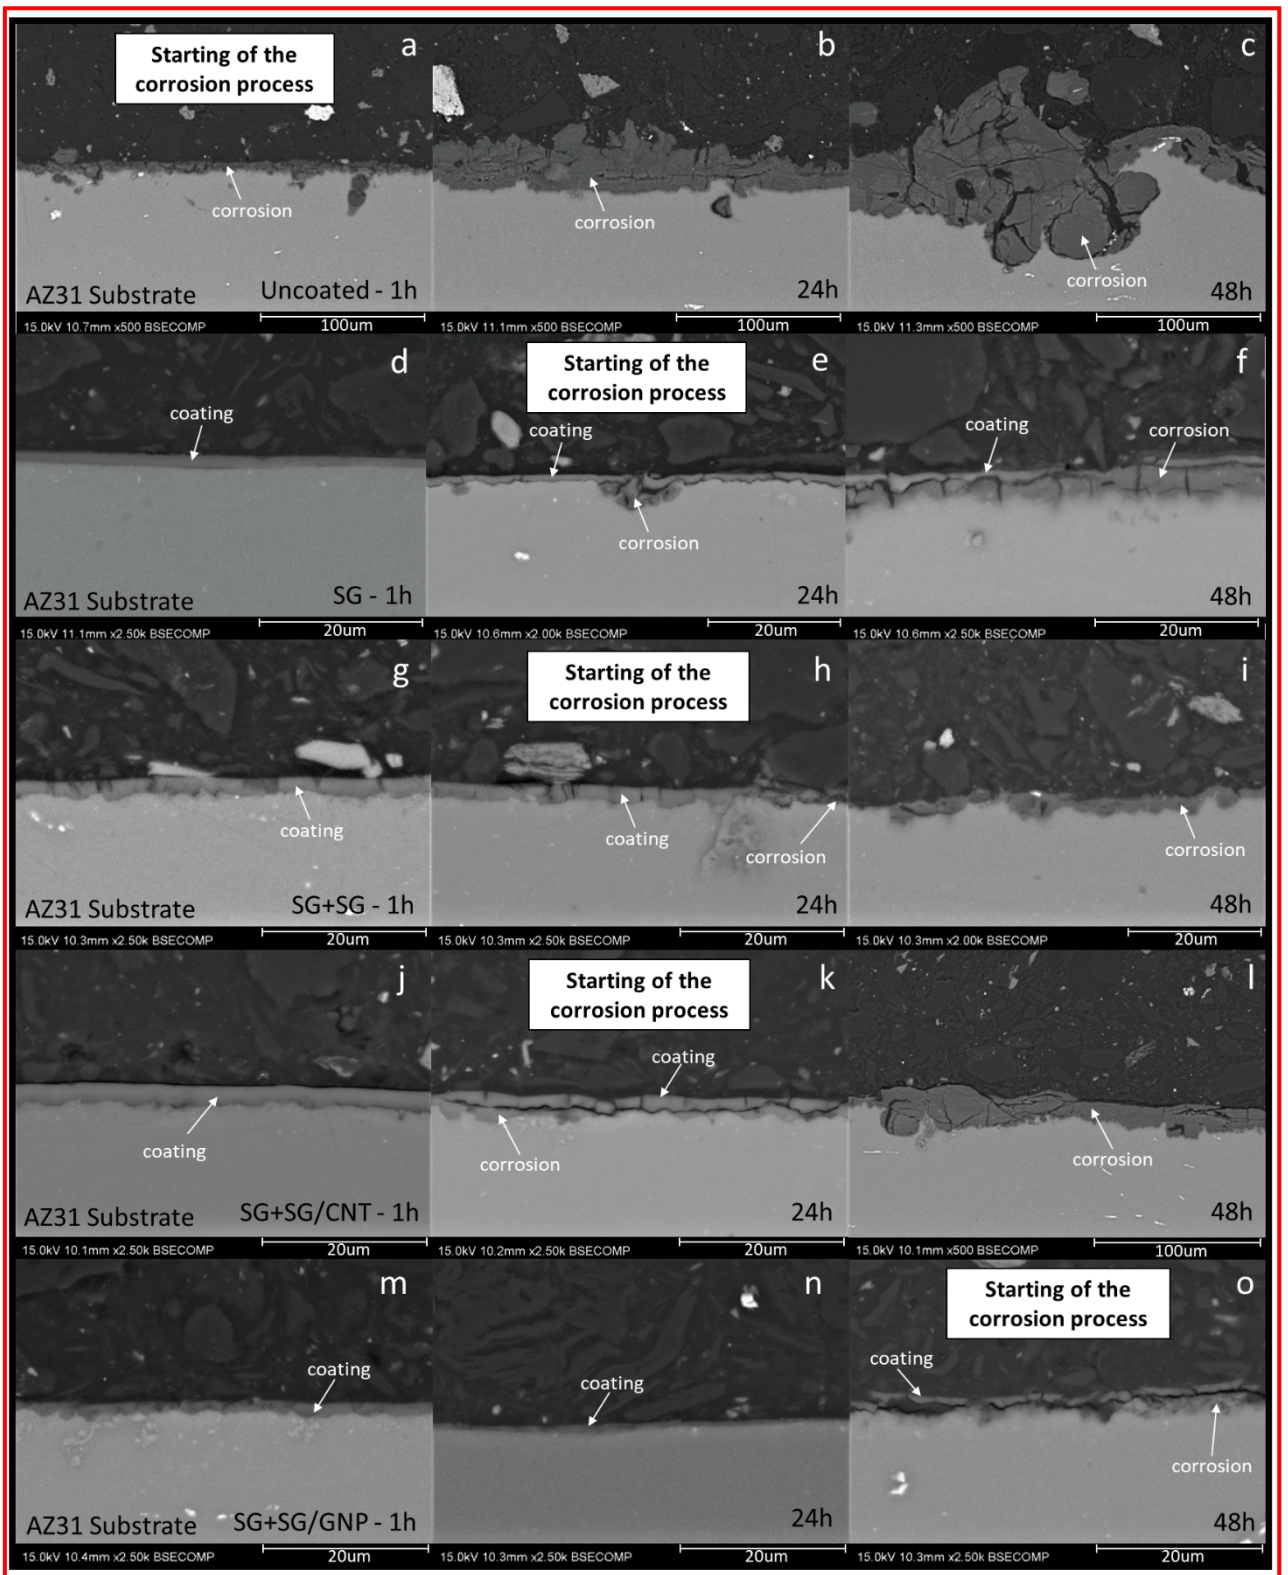 a
Starting of the
corrosion process
corrosion
AZ31 Substrate
Uncoated - 1h
15.0kV 10.7mm x500 BSECOMP
100um
b
corrosion
24h
15.0kV 11.1mm x500 BSECOMP
100um
c
corrosion
48h
15.0kV 11.3mm x500 BSECOMP
100um
d
coating
AZ31 Substrate
SG - 1h
15.0kV 11.1mm x2.50k BSECOMP
20um
e
Starting of the
corrosion process
coating
corrosion
24h
15.0kV 10.6mm x2.00k BSECOMP
20um
f
coating
corrosion
48h
15.0kV 10.6mm x2.50k BSECOMP
20um
g
coating
AZ31 Substrate
SG+SG - 1h
15.0kV 10.3mm x2.50k BSECOMP
20um
h
Starting of the
corrosion process
coating
corrosion
24h
15.0kV 10.3mm x2.50k BSECOMP
20um
i
corrosion
48h
15.0kV 10.3mm x2.00k BSECOMP
20um
j
coating
AZ31 Substrate
SG+SG/CNT - 1h
15.0kV 10.1mm x2.50k BSECOMP
20um
k
Starting of the
corrosion process
coating
corrosion
24h
15.0kV 10.2mm x2.50k BSECOMP
20um
l
corrosion
48h
15.0kV 10.1mm x500 BSECOMP
100um
m
coating
AZ31 Substrate
SG+SG/GNP - 1h
15.0kV 10.4mm x2.50k BSECOMP
20um
n
coating
24h
15.0kV 10.3mm x2.50k BSECOMP
20um
o
Starting of the
corrosion process
coating
corrosion
48h
15.0kV 10.3mm x2.50k BSECOMP
20um